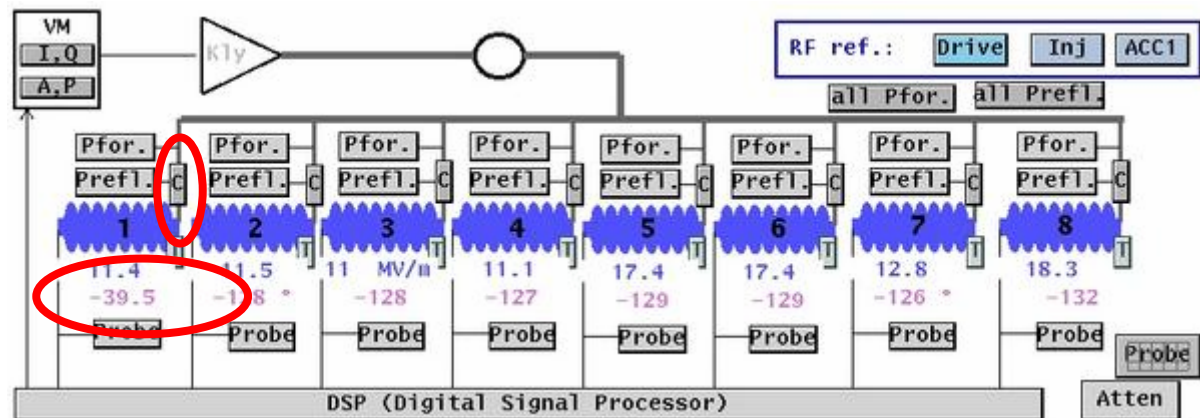 VM
I,Q
A,P
Kly
RF ref.: Drive Inj ACC1
all Pfor. all Prefl.
Pfor. Pfor. Pfor. Pfor. Pfor. Pfor. Pfor. Pfor.
Prefl. C Prefl. C Prefl. C Prefl. C Prefl. C Prefl. C Prefl. C Prefl. C
1 2 3 4 5 6 7 8
T T T T T T T
11.4 11.5 11 MV/m 11.1 17.4 17.4 12.8 18.3
-39.5 ° -128 -127 -129 -129 -126 ° -132
Probe Probe Probe Probe Probe Probe Probe Probe
Probe
DSP (Digital Signal Processor) Atten